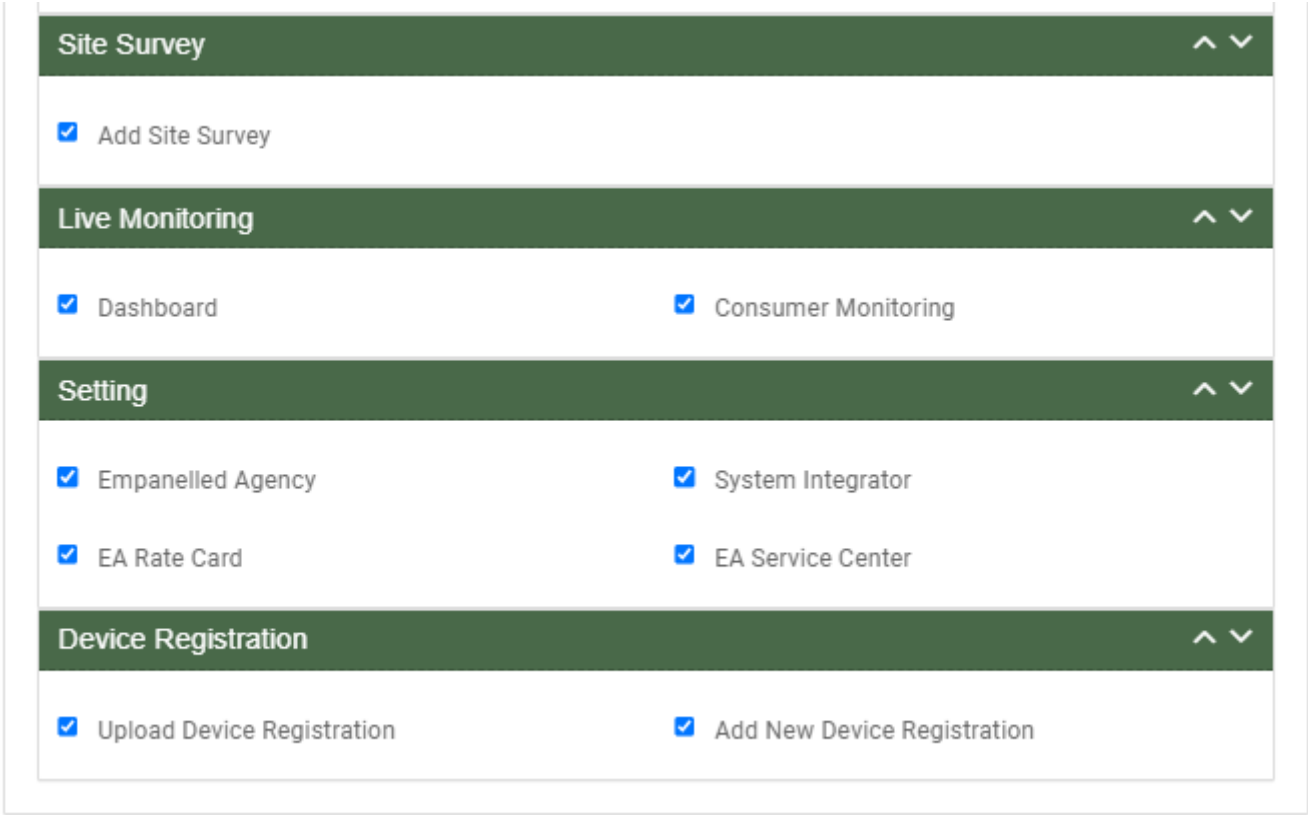 Site Survey
Add Site Survey
Live Monitoring
Dashboard
Consumer Monitoring
Setting
Empanelled Agency
System Integrator
EA Rate Card
EA Service Center
Device Registration
Upload Device Registration
Add New Device Registration